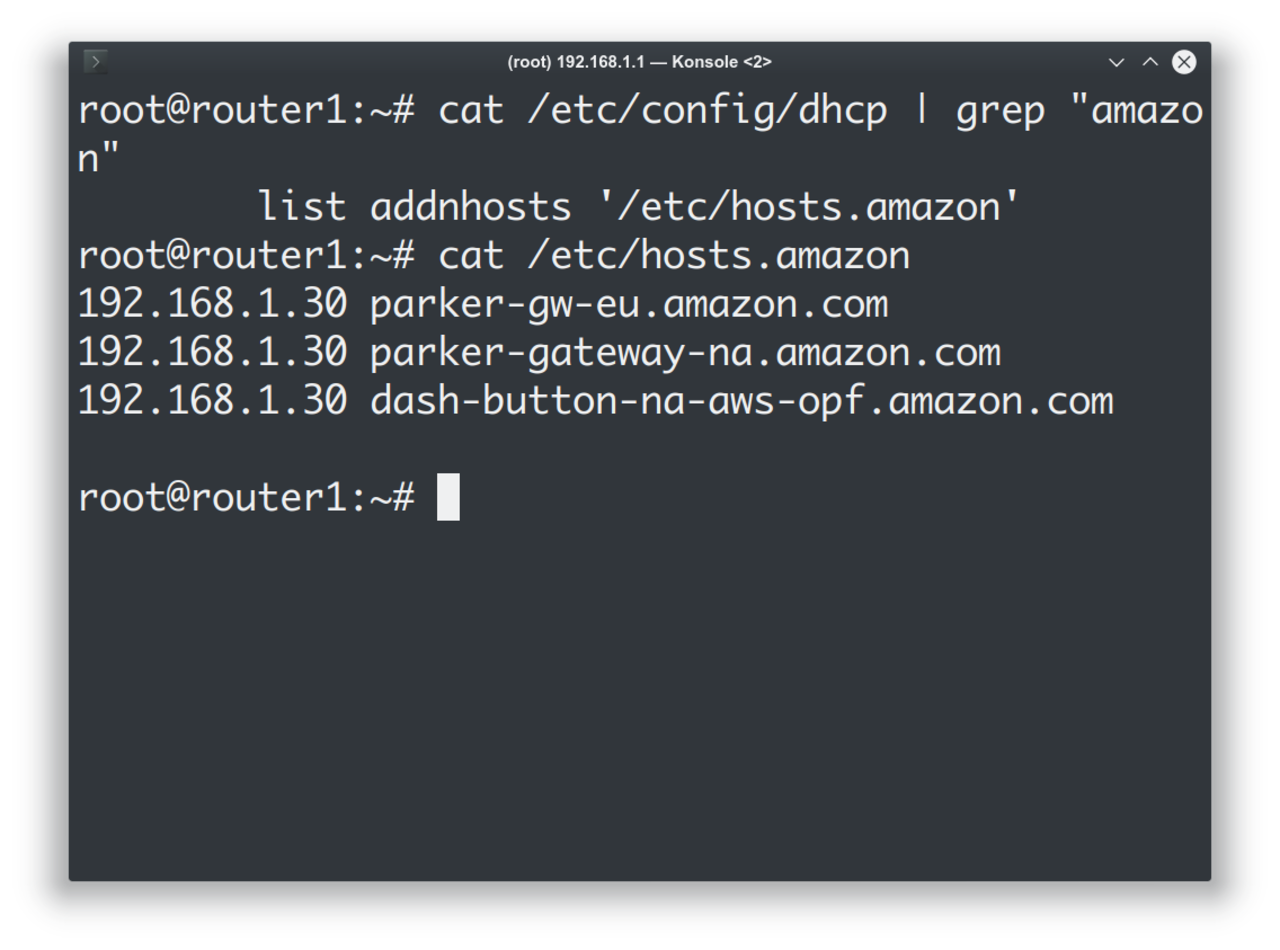 (root) 192.168.1.1 — Konsole <2>
root@router1:~# cat /etc/config/dhcp | grep "amazo
n"
        list addnhosts '/etc/hosts.amazon'
root@router1:~# cat /etc/hosts.amazon
192.168.1.30 parker-gw-eu.amazon.com
192.168.1.30 parker-gateway-na.amazon.com
192.168.1.30 dash-button-na-aws-opf.amazon.com
root@router1:~#